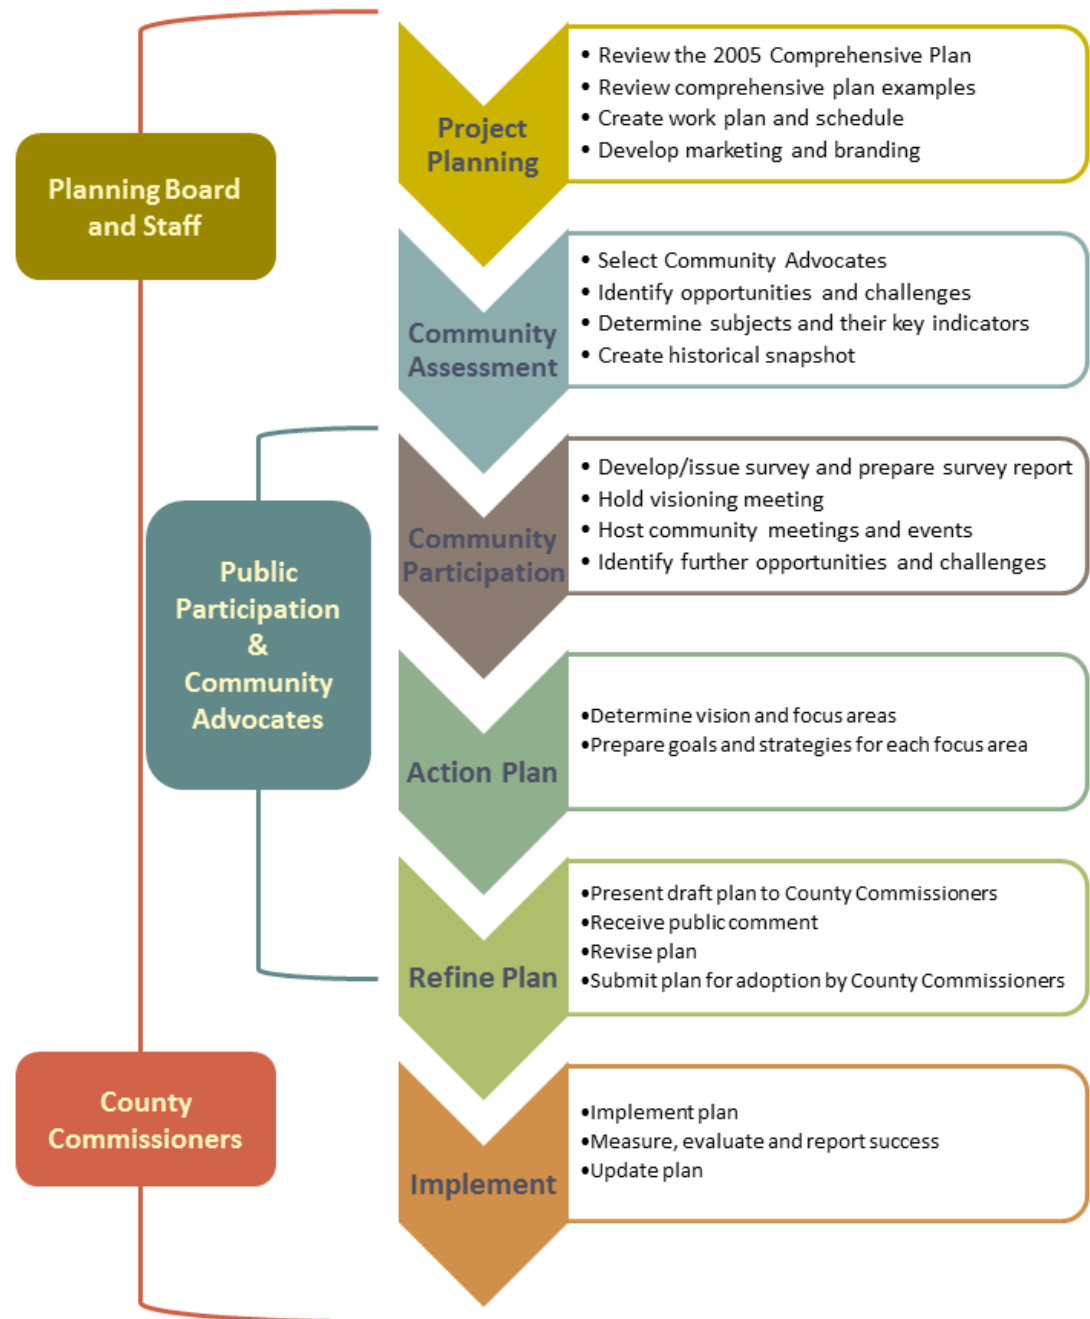 Planning Board
and Staff
Public
Participation
&
Community
Advocates
County
Commissioners
Project
Planning
• Review the 2005 Comprehensive Plan
• Review comprehensive plan examples
• Create work plan and schedule
• Develop marketing and branding
Community
Assessment
• Select Community Advocates
• Identify opportunities and challenges
• Determine subjects and their key indicators
• Create historical snapshot
Community
Participation
• Develop/issue survey and prepare survey report
• Hold visioning meeting
• Host community meetings and events
• Identify further opportunities and challenges
Action Plan
•Determine vision and focus areas
•Prepare goals and strategies for each focus area
Refine Plan
•Present draft plan to County Commissioners
•Receive public comment
•Revise plan
•Submit plan for adoption by County Commissioners
Implement
•Implement plan
•Measure, evaluate and report success
•Update plan